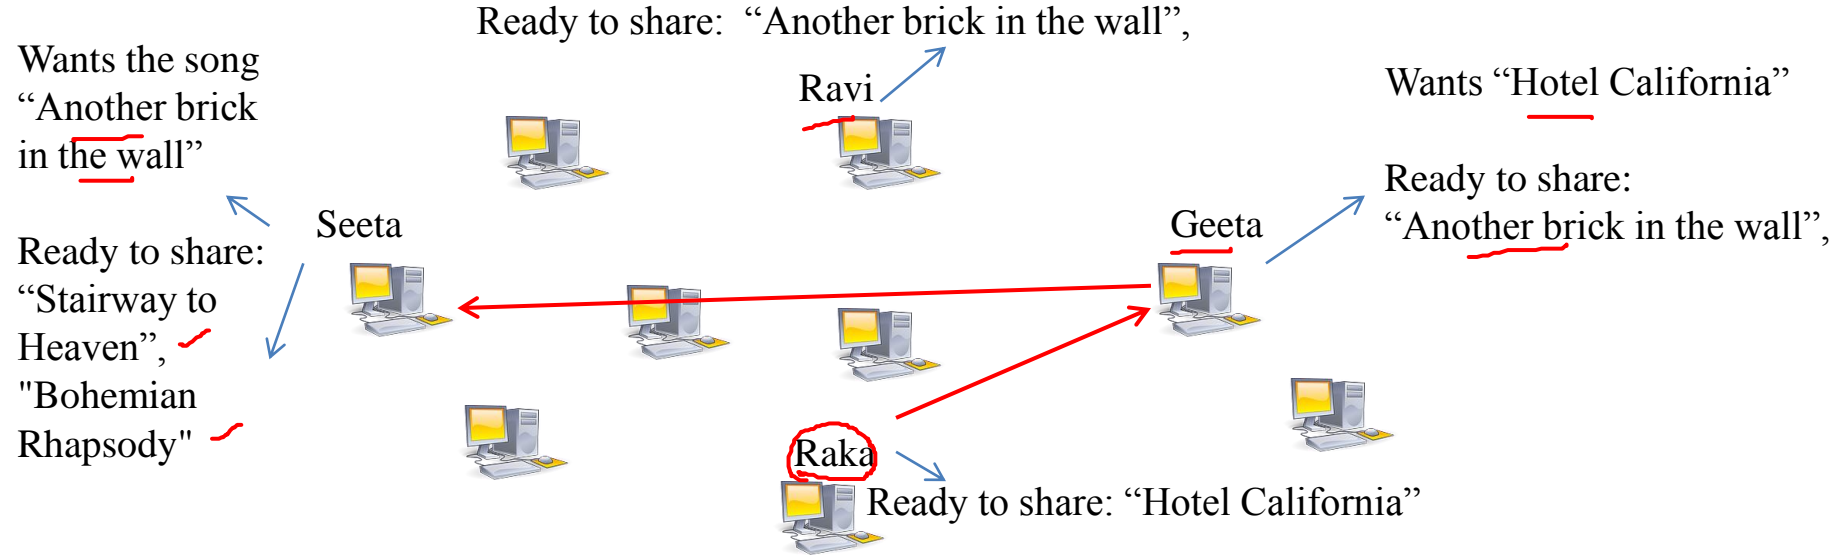 Ready to share:  “Another brick in the wall”,
Wants the song
“Another brick
in the wall”
Ravi
Wants “Hotel California”
Ready to share:
“Another brick in the wall”,
Seeta
Geeta
Ready to share:
“Stairway to
Heaven”,
"Bohemian
Rhapsody"
Raka
Ready to share: “Hotel California”